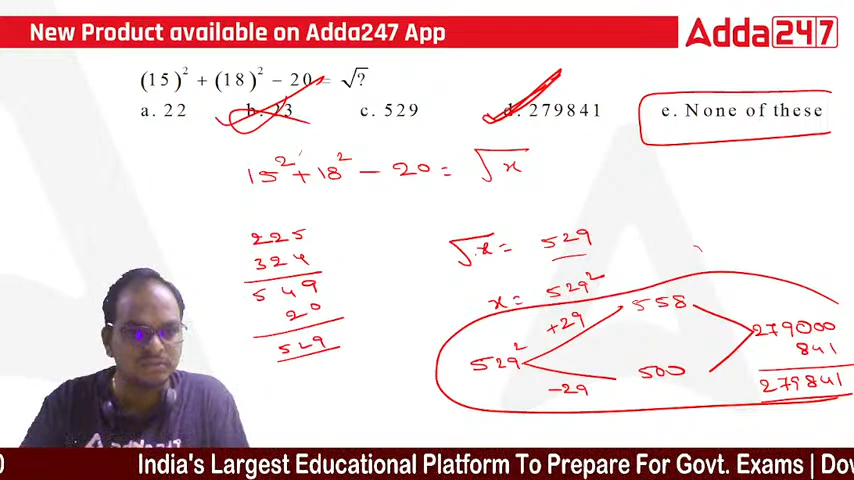 New Product available on Adda247 App
Adda247
(15)² + (18)² - 20 = √?
a. 22 b. 23 c. 529 d. 279841 e. None of these
15² + 18² - 20 = √x
225
324
549
20
529
√x = 529
x = 529²
529²
+29 558
-29 500
279000
841
279841
India's Largest Educational Platform To Prepare For Govt. Exams | Dow